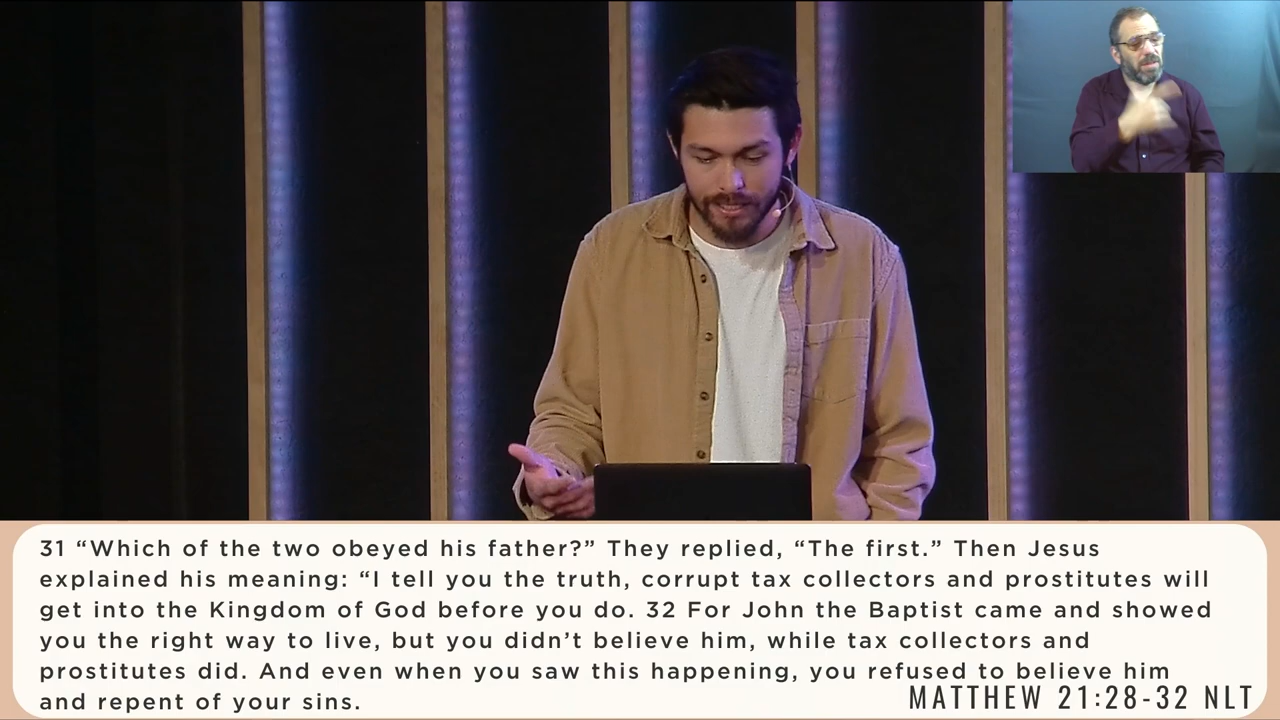 31 “Which of the two obeyed his father?” They replied, “The first.” Then Jesus
explained his meaning: “I tell you the truth, corrupt tax collectors and prostitutes will
get into the Kingdom of God before you do. 32 For John the Baptist came and showed
you the right way to live, but you didn’t believe him, while tax collectors and
prostitutes did. And even when you saw this happening, you refused to believe him
and repent of your sins.
MATTHEW 21:28-32 NLT